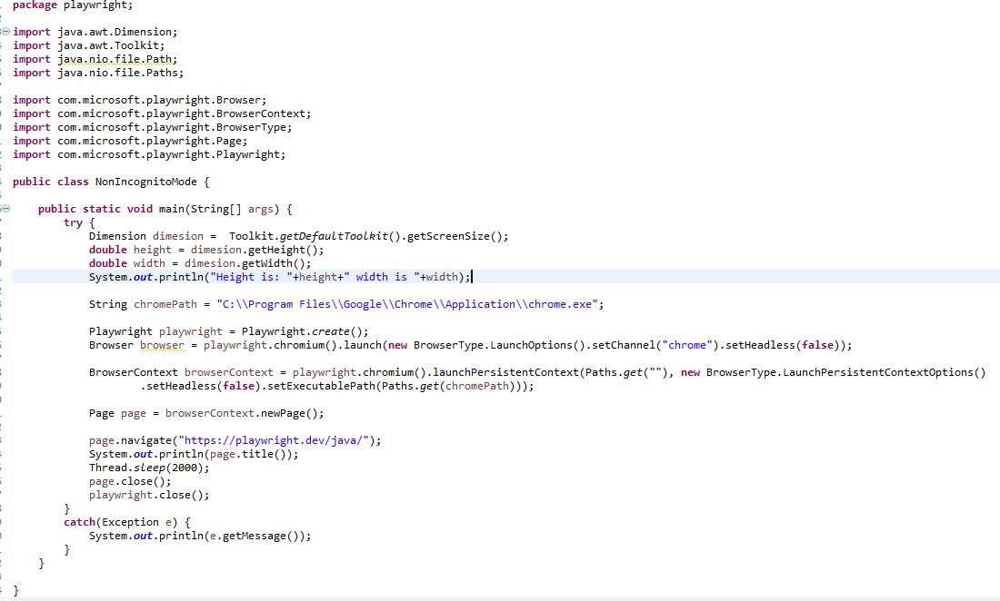 package playwright;
import java.awt.Dimension;
import java.awt.Toolkit;
import java.nio.file.Path;
import java.nio.file.Paths;
import com.microsoft.playwright.Browser;
import com.microsoft.playwright.BrowserContext;
import com.microsoft.playwright.BrowserType;
import com.microsoft.playwright.Page;
import com.microsoft.playwright.Playwright;
public class NonIncognitoMode {
public static void main(String[] args) {
try {
Dimension dimesion =  Toolkit.getDefaultToolkit().getScreenSize();
double height = dimesion.getHeight();
double width = dimesion.getWidth();
System.out.println("Height is: "+height+" width is "+width);
String chromePath = "C:\\Program Files\\Google\\Chrome\\Application\\chrome.exe";
Playwright playwright = Playwright.create();
Browser browser = playwright.chromium().launch(new BrowserType.LaunchOptions().setChannel("chrome").setHeadless(false));
BrowserContext browserContext = playwright.chromium().launchPersistentContext(Paths.get(""), new BrowserType.LaunchPersistentContextOptions()
.setHeadless(false).setExecutablePath(Paths.get(chromePath)));
Page page = browserContext.newPage();
page.navigate("https://playwright.dev/java/");
System.out.println(page.title());
Thread.sleep(2000);
page.close();
playwright.close();
}
catch(Exception e) {
System.out.println(e.getMessage());
}
}
}